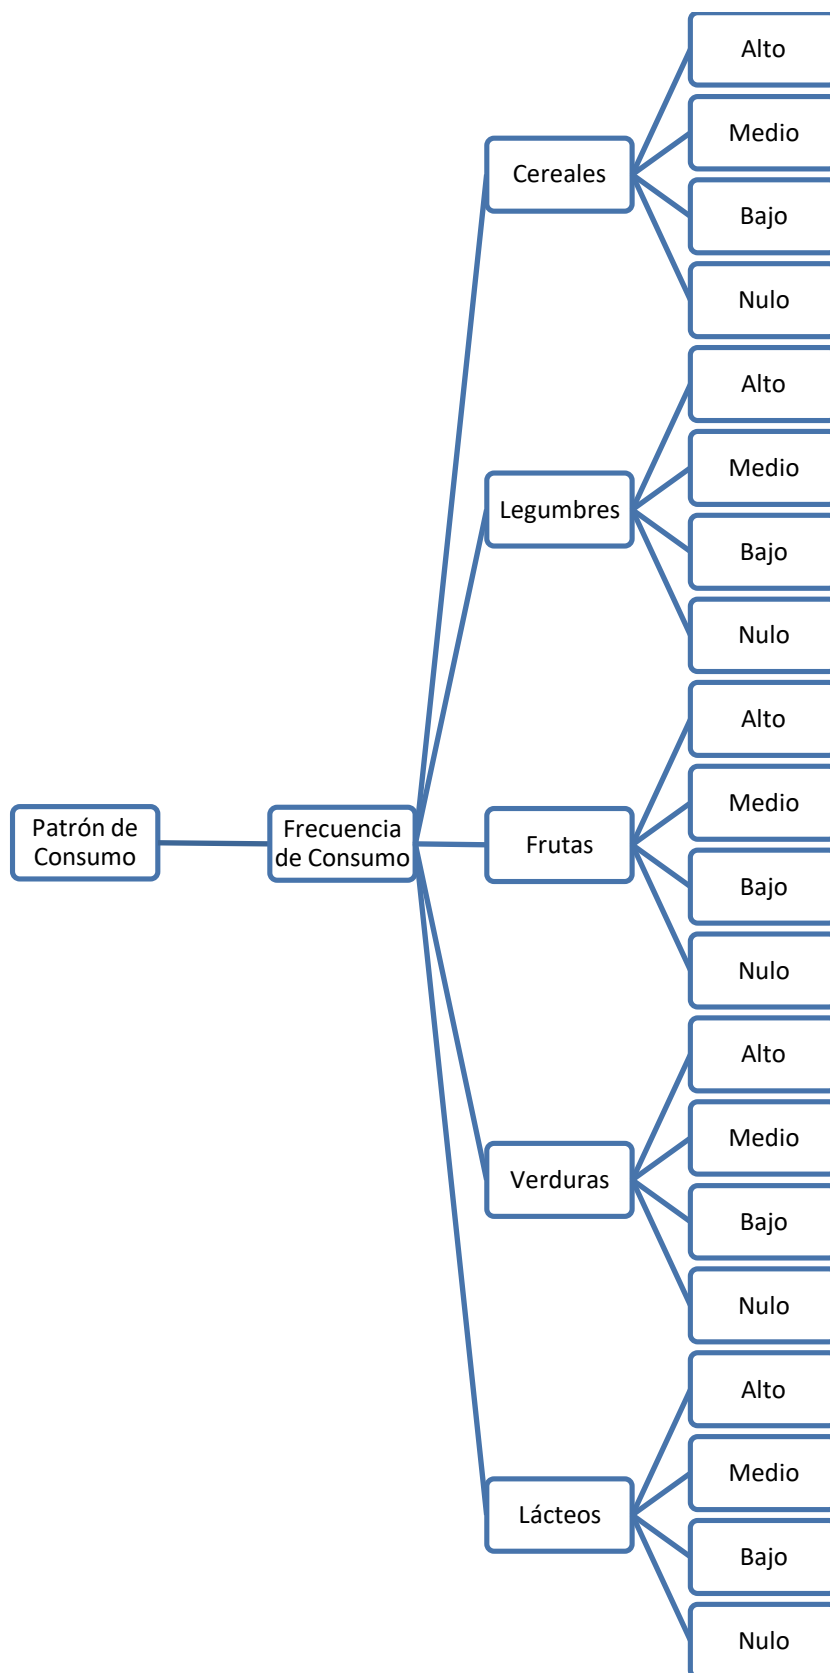 Patrón de
Consumo
Frecuencia
de Consumo
Cereales
Alto
Medio
Bajo
Nulo
Legumbres
Alto
Medio
Bajo
Nulo
Frutas
Alto
Medio
Bajo
Nulo
Verduras
Alto
Medio
Bajo
Nulo
Lácteos
Alto
Medio
Bajo
Nulo